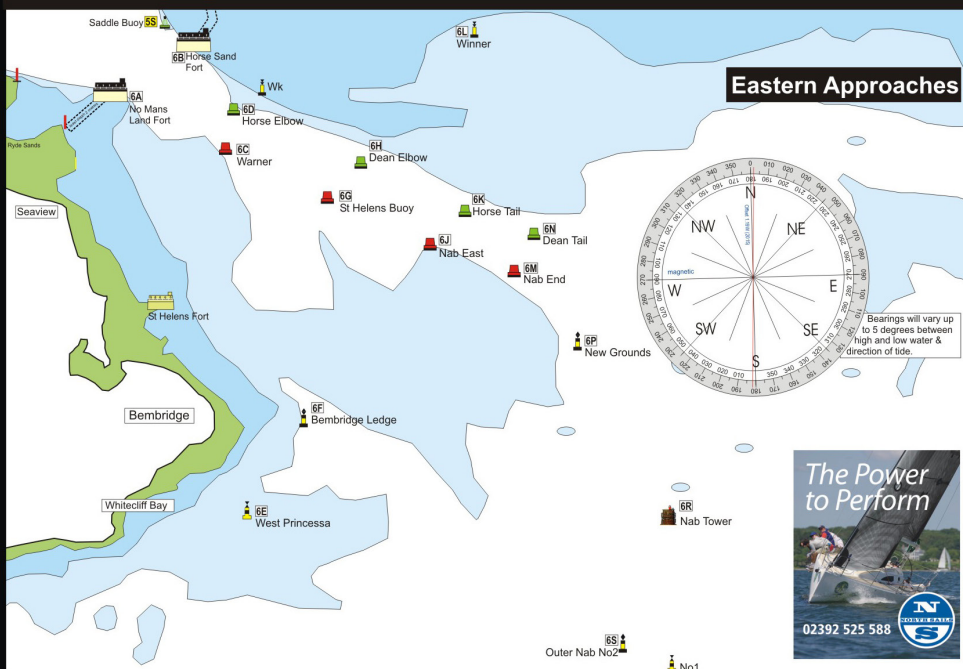 Saddle Buoy 5S
6B Horse Sand
Fort
6L
Winner
Eastern Approaches
6A
No Mans
Land Fort
Wk
6D
Horse Elbow
Ryde Sands
6C
Warner
6H
Dean Elbow
6G
St Helens Buoy
6K
Horse Tail
Seaview
6J
Nab East
6N
Dean Tail
6M
Nab End
N
NW
NE
magnetic
W
E
SW
SE
S
St Helens Fort
Bearings will vary up
to 5 degrees between
high and low water &
direction of tide.
6P
New Grounds
Bembridge
6F
Bembridge Ledge
The Power
to Perform
Whitecliff Bay
6E
West Princessa
6R
Nab Tower
02392 525 588
N
NORTH SAILS
S
6S
Outer Nab No2
No1